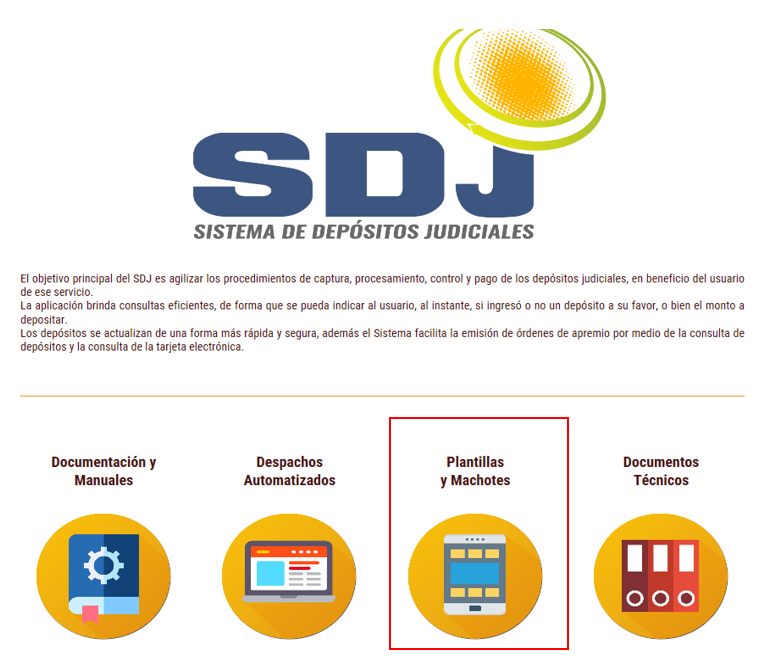 SDJ
SISTEMA DE DEPÓSITOS JUDICIALES
El objetivo principal del SDJ es agilizar los procedimientos de captura, procesamiento, control y pago de los depósitos judiciales, en beneficio del usuario
de ese servicio.
La aplicación brinda consultas eficientes, de forma que se pueda indicar al usuario, al instante, si ingresó o no un depósito a su favor, o bien el monto a
depositar.
Los depósitos se actualizan de una forma más rápida y segura, además el Sistema facilita la emisión de órdenes de apremio por medio de la consulta de
depósitos y la consulta de la tarjeta electrónica.
Documentación y
Manuales
Despachos
Automatizados
Plantillas
y Machotes
Documentos
Técnicos